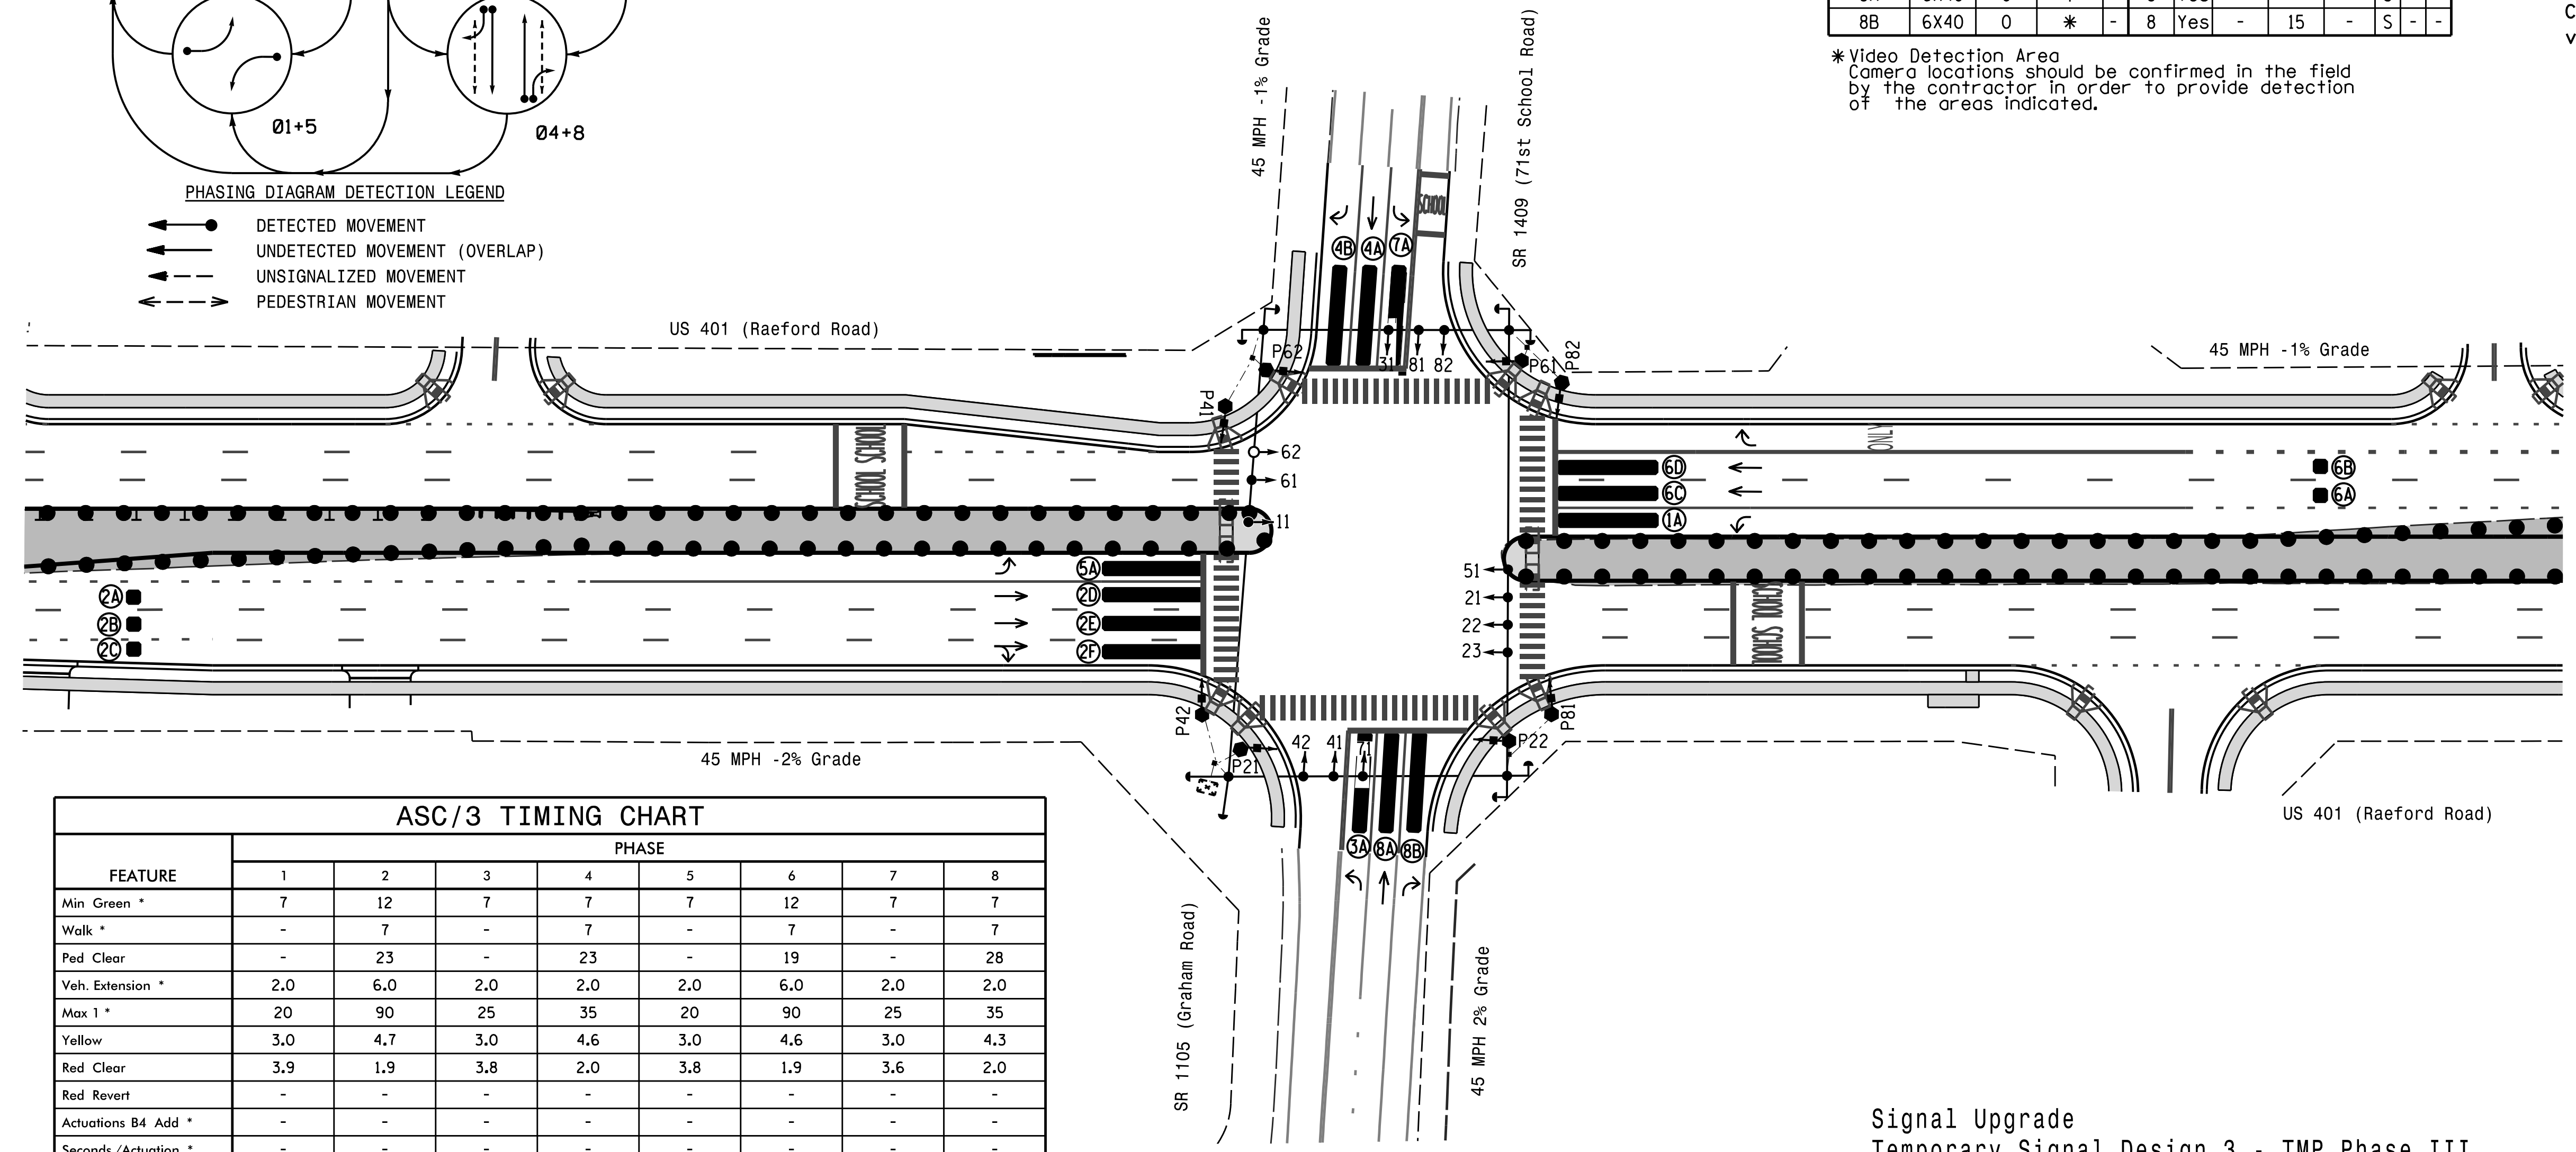 8B 6X40 0 * - 8 Yes - 15 - S - -
* Video Detection Area
Camera locations should be confirmed in the field
by the contractor in order to provide detection
of the areas indicated.
Ø1+5
Ø4+8
PHASING DIAGRAM DETECTION LEGEND
DETECTED MOVEMENT
UNDETECTED MOVEMENT (OVERLAP)
UNSIGNALIZED MOVEMENT
PEDESTRIAN MOVEMENT
45 MPH -1% Grade
SR 1409 (71st School Road)
SCHOOL
4B 4A 7A
US 401 (Raeford Road)
45 MPH -1% Grade
P62
31 81 82
P61
P82
P41
SCHOOL SCHOOL
ONLY
62
61
11
6D
6C
1A
6B
6A
5A
2D
2E
2F
2A
2B
2C
51
21
22
23
SCHOOL SCHOOL
P42
P21
42 41 71
P22
P81
45 MPH -2% Grade
US 401 (Raeford Road)
3A 8A 8B
SR 1105 (Graham Road)
45 MPH 2% Grade
ASC/3 TIMING CHART
FEATURE
PHASE
1 2 3 4 5 6 7 8
Min Green * 7 12 7 7 7 12 7 7
Walk * - 7 - 7 - 7 - 7
Ped Clear - 23 - 23 - 19 - 28
Veh. Extension * 2.0 6.0 2.0 2.0 2.0 6.0 2.0 2.0
Max 1 * 20 90 25 35 20 90 25 35
Yellow 3.0 4.7 3.0 4.6 3.0 4.6 3.0 4.3
Red Clear 3.9 1.9 3.8 2.0 3.8 1.9 3.6 2.0
Red Revert - - - - - - - -
Actuations B4 Add * - - - - - - - -
Seconds /Actuation * - - - - - - - -
Signal Upgrade
Temporary Signal Design 3 - TMP Phase III